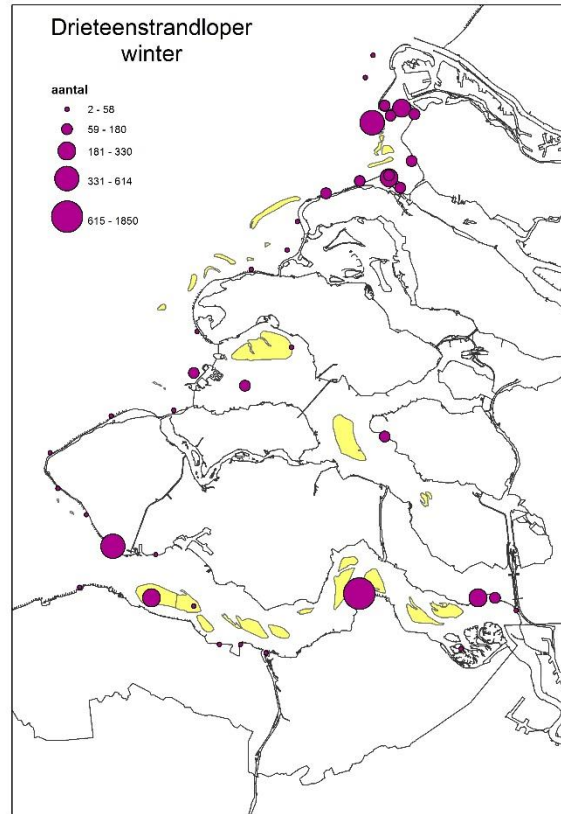 Drieteenstrandloper
winter
aantal
2 - 58
59 - 180
181 - 330
331 - 614
615 - 1850